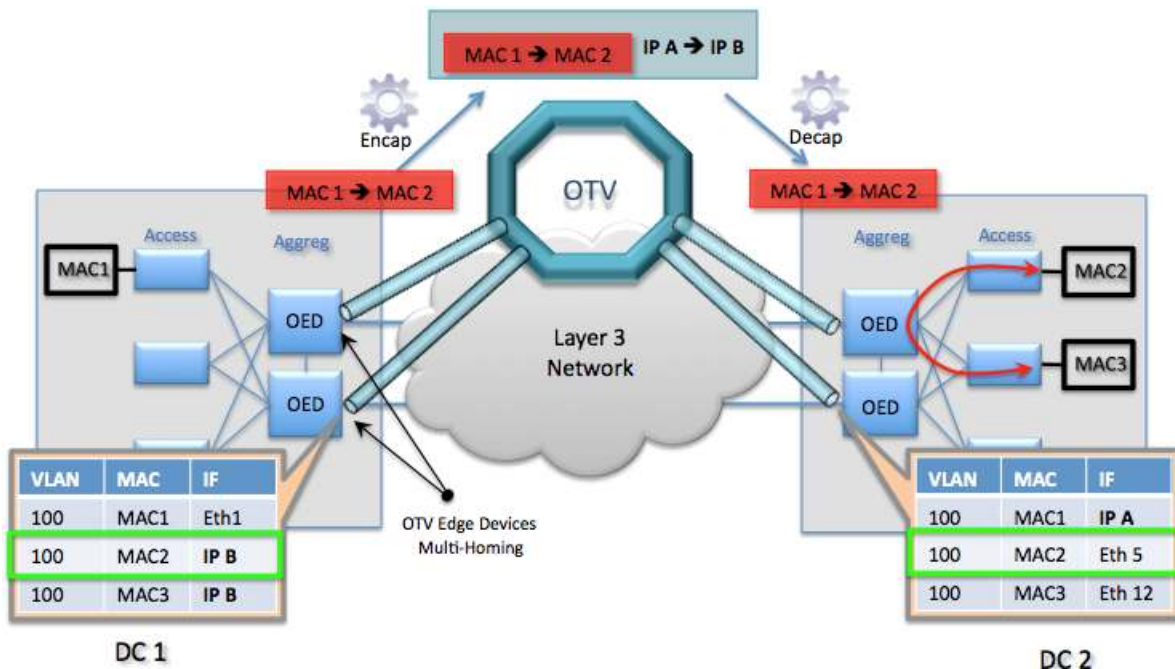 MAC 1 ➔ MAC 2 IP A ➔ IP B
Encap
Decap
MAC 1 ➔ MAC 2
OTV
MAC 1 ➔ MAC 2
Access
Aggreg
Aggreg
Access
MAC1
MAC2
OED
OED
Layer 3
Network
MAC3
OED
OED
VLAN MAC IF
100 MAC1 Eth1
100 MAC2 IP B
100 MAC3 IP B
OTV Edge Devices
Multi-Homing
VLAN MAC IF
100 MAC1 IP A
100 MAC2 Eth 5
100 MAC3 Eth 12
DC 1
DC 2